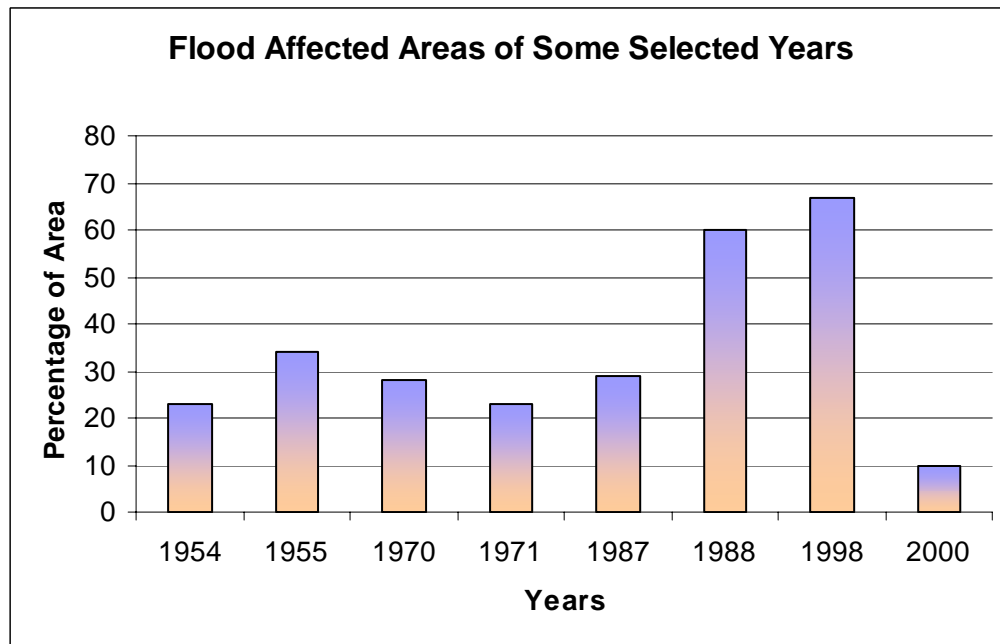 Flood Affected Areas of Some Selected Years
Percentage of Area
80
70
60
50
40
30
20
10
0
1954 1955 1970 1971 1987 1988 1998 2000
Years